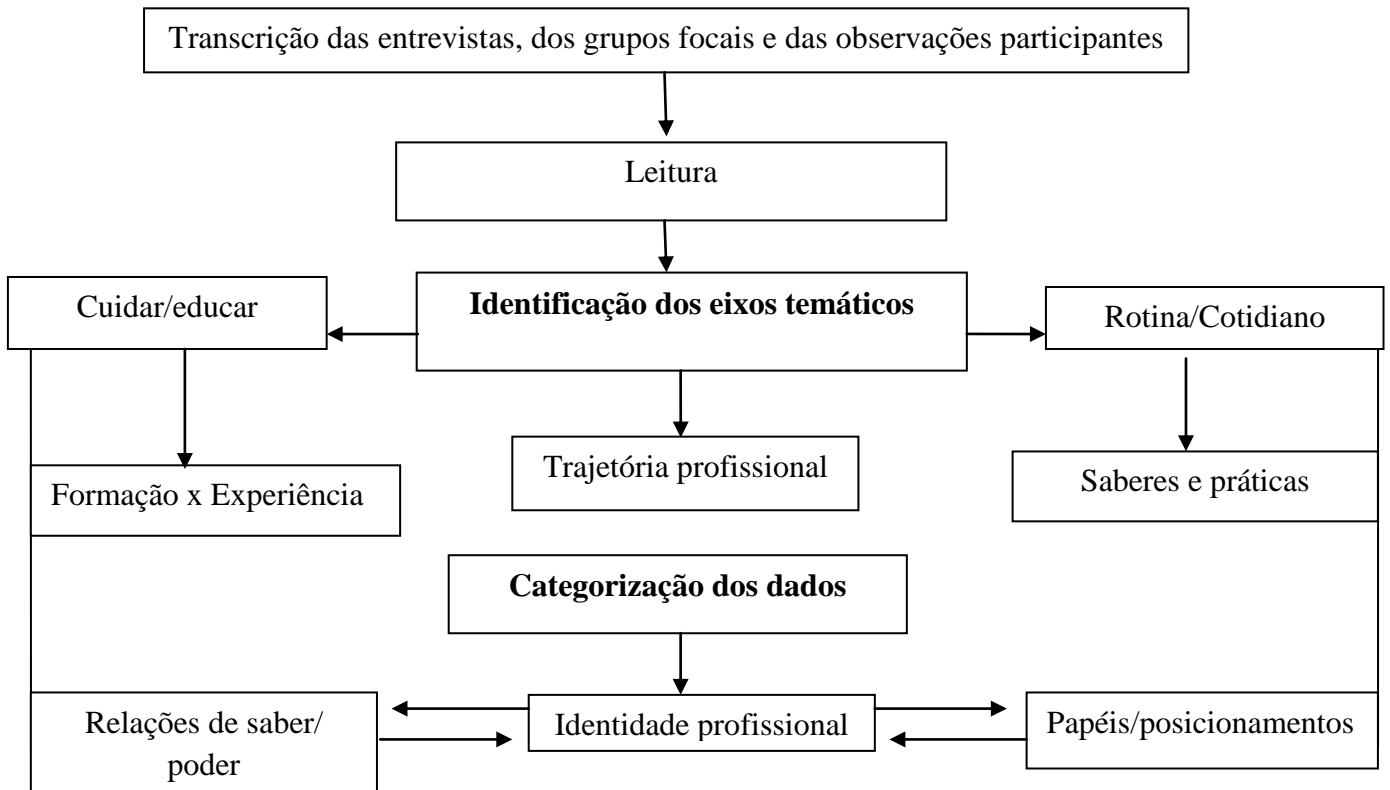 Transcrição das entrevistas, dos grupos focais e das observações participantes
Leitura
Cuidar/educar
Identificação dos eixos temáticos
Rotina/Cotidiano
Formação x Experiência
Trajetória profissional
Saberes e práticas
Categorização dos dados
Relações de saber/
poder
Identidade profissional
Papéis/posicionamentos